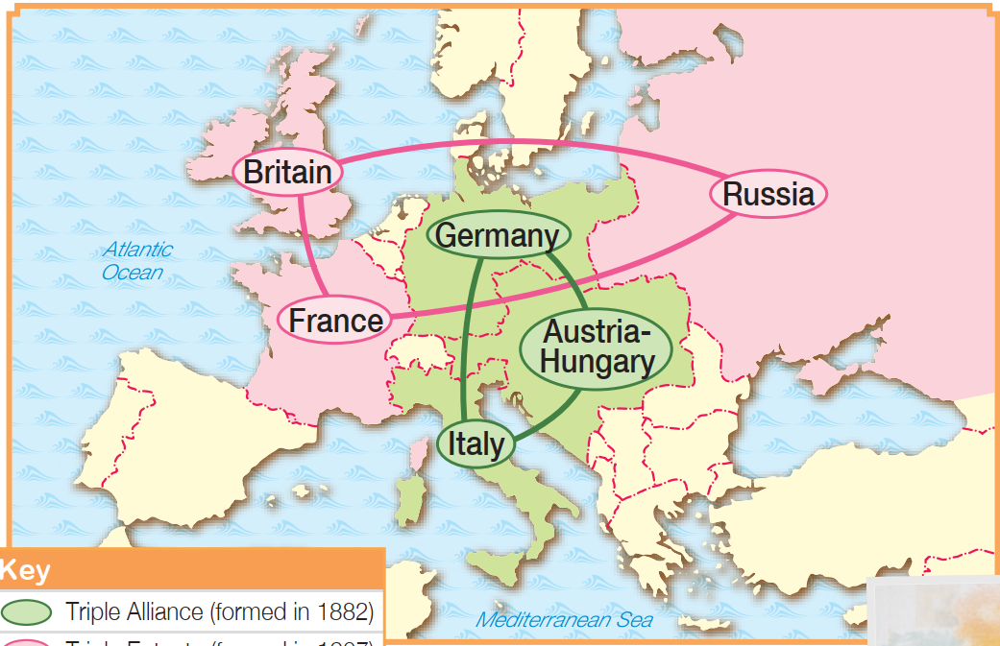 Britain
Russia
Germany
Atlantic
Ocean
France
Austria-
Hungary
Italy
Key
Mediterranean Sea
Triple Alliance (formed in 1882)